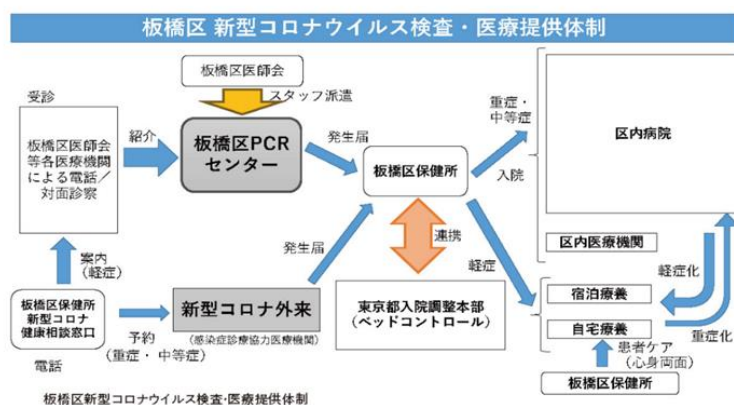 板橋区 新型コロナウイルス検査・医療提供体制
板橋区医師会
スタッフ派遣
受診
板橋区医師会
等各医療機関
による電話／
対面診察
紹介
板橋区PCR
センター
発生届
板橋区保健所
重症・
中等症
入院
区内病院
区内医療機関
連携
案内
(軽症)
発生届
軽症
宿泊療養
自宅療養
軽症化
重症化
板橋区保健所
新型コロナ
健康相談窓口
電話
予約
(重症・ 中等症)
新型コロナ外来
(感染症診療協力医療機関)
東京都入院調整本部
(ベッドコントロール)
患者ケア
(心身両面)
板橋区保健所
板橋区新型コロナウイルス検査・医療提供体制